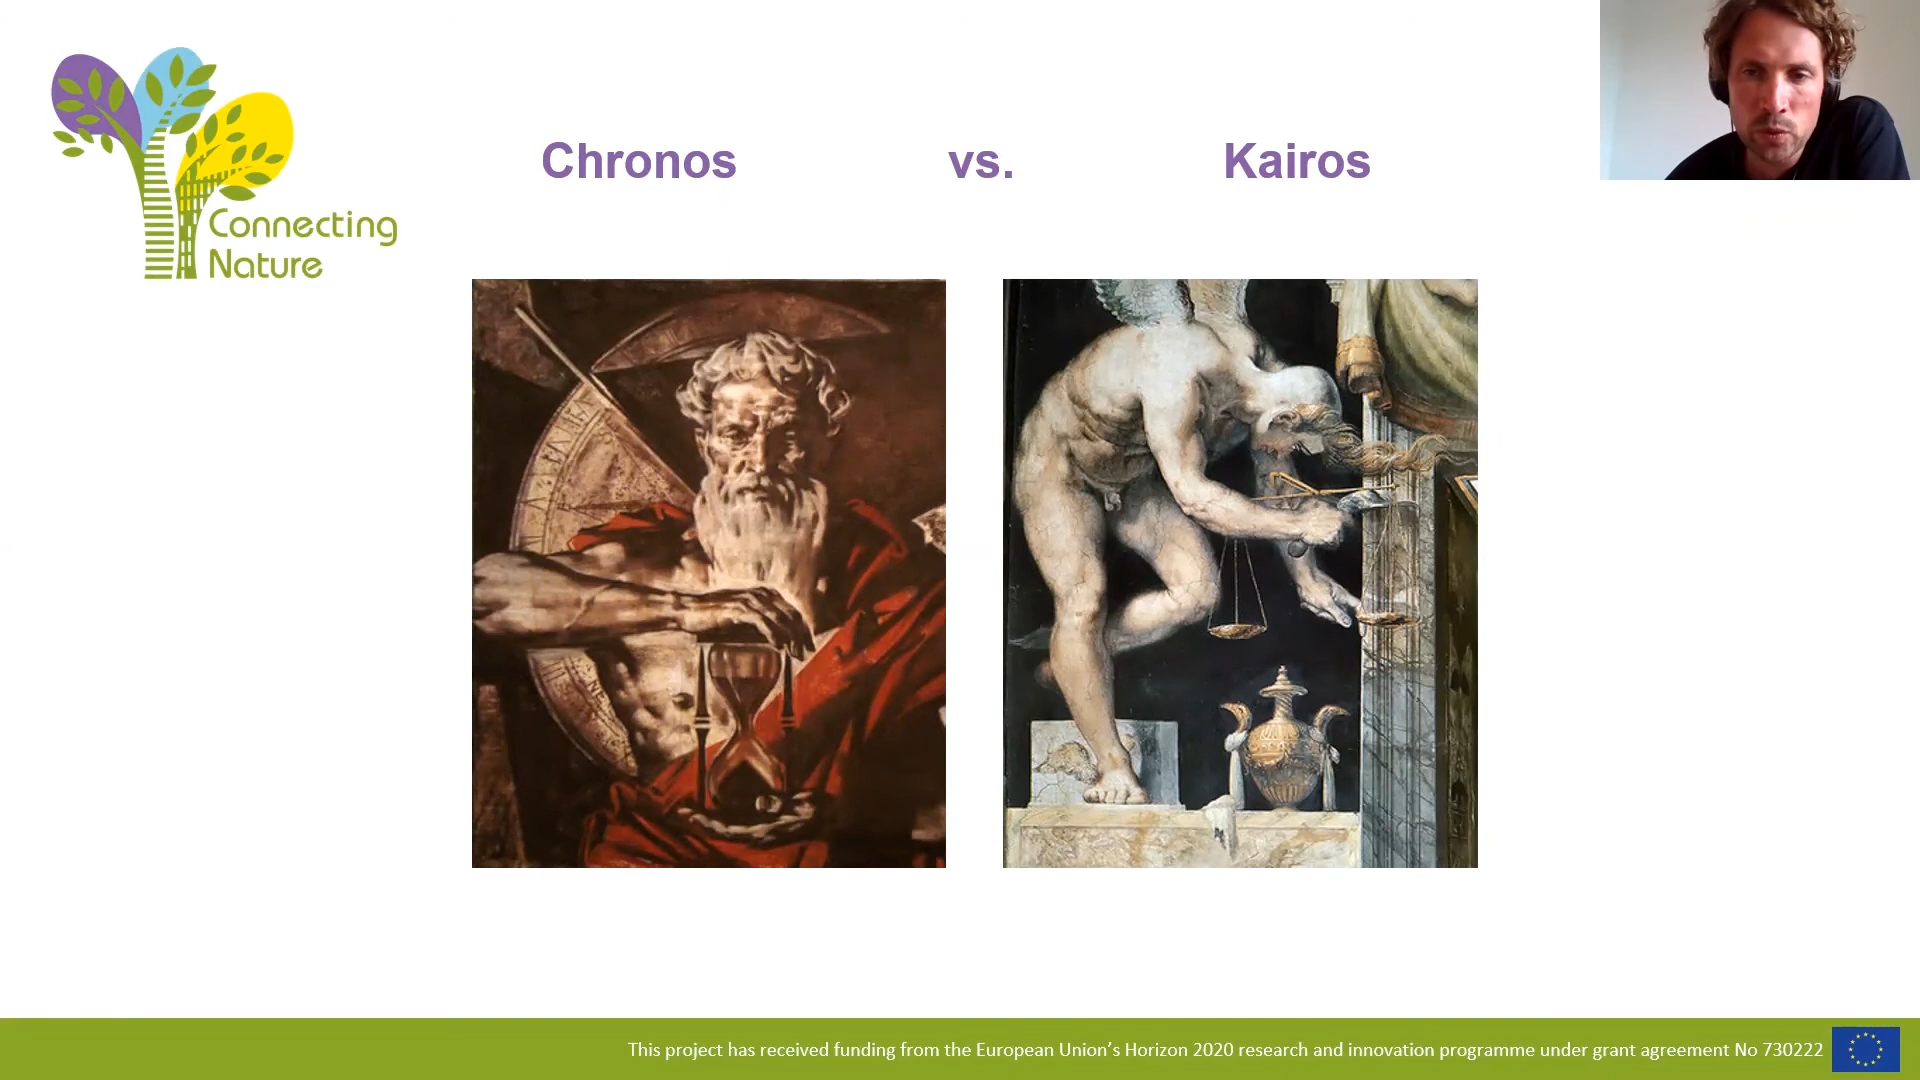 Connecting
Nature
Chronos vs. Kairos
This project has received funding from the European Union’s Horizon 2020 research and innovation programme under grant agreement No 730222